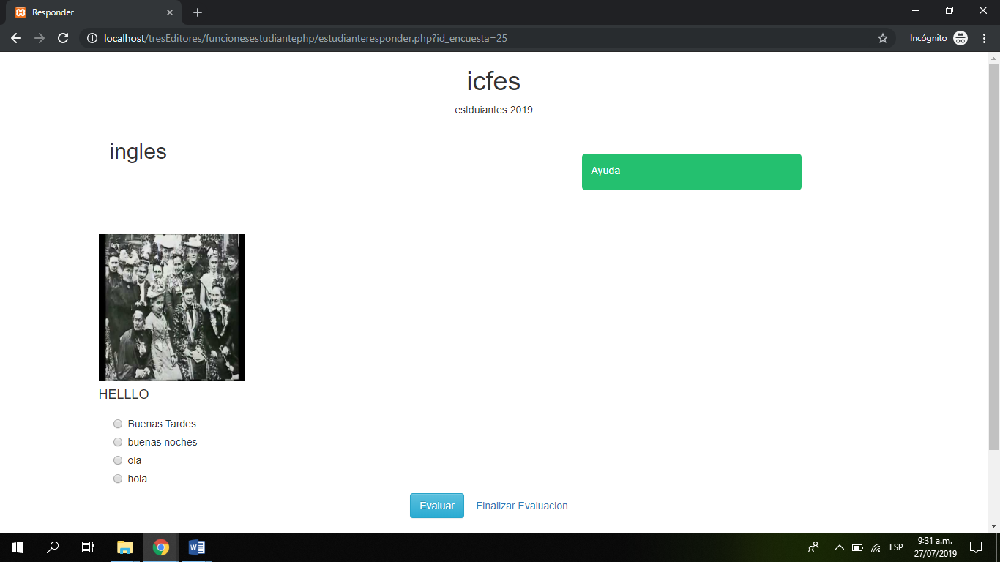 Responder
localhost/tresEditores/funcionesestudiantephp/estudianteresponder.php?id_encuesta=25
Incógnito
icfes
estduiantes 2019
ingles
Ayuda
HELLLO
Buenas Tardes
buenas noches
ola
hola
Evaluar
Finalizar Evaluacion
ESP
9:31 a.m.
27/07/2019